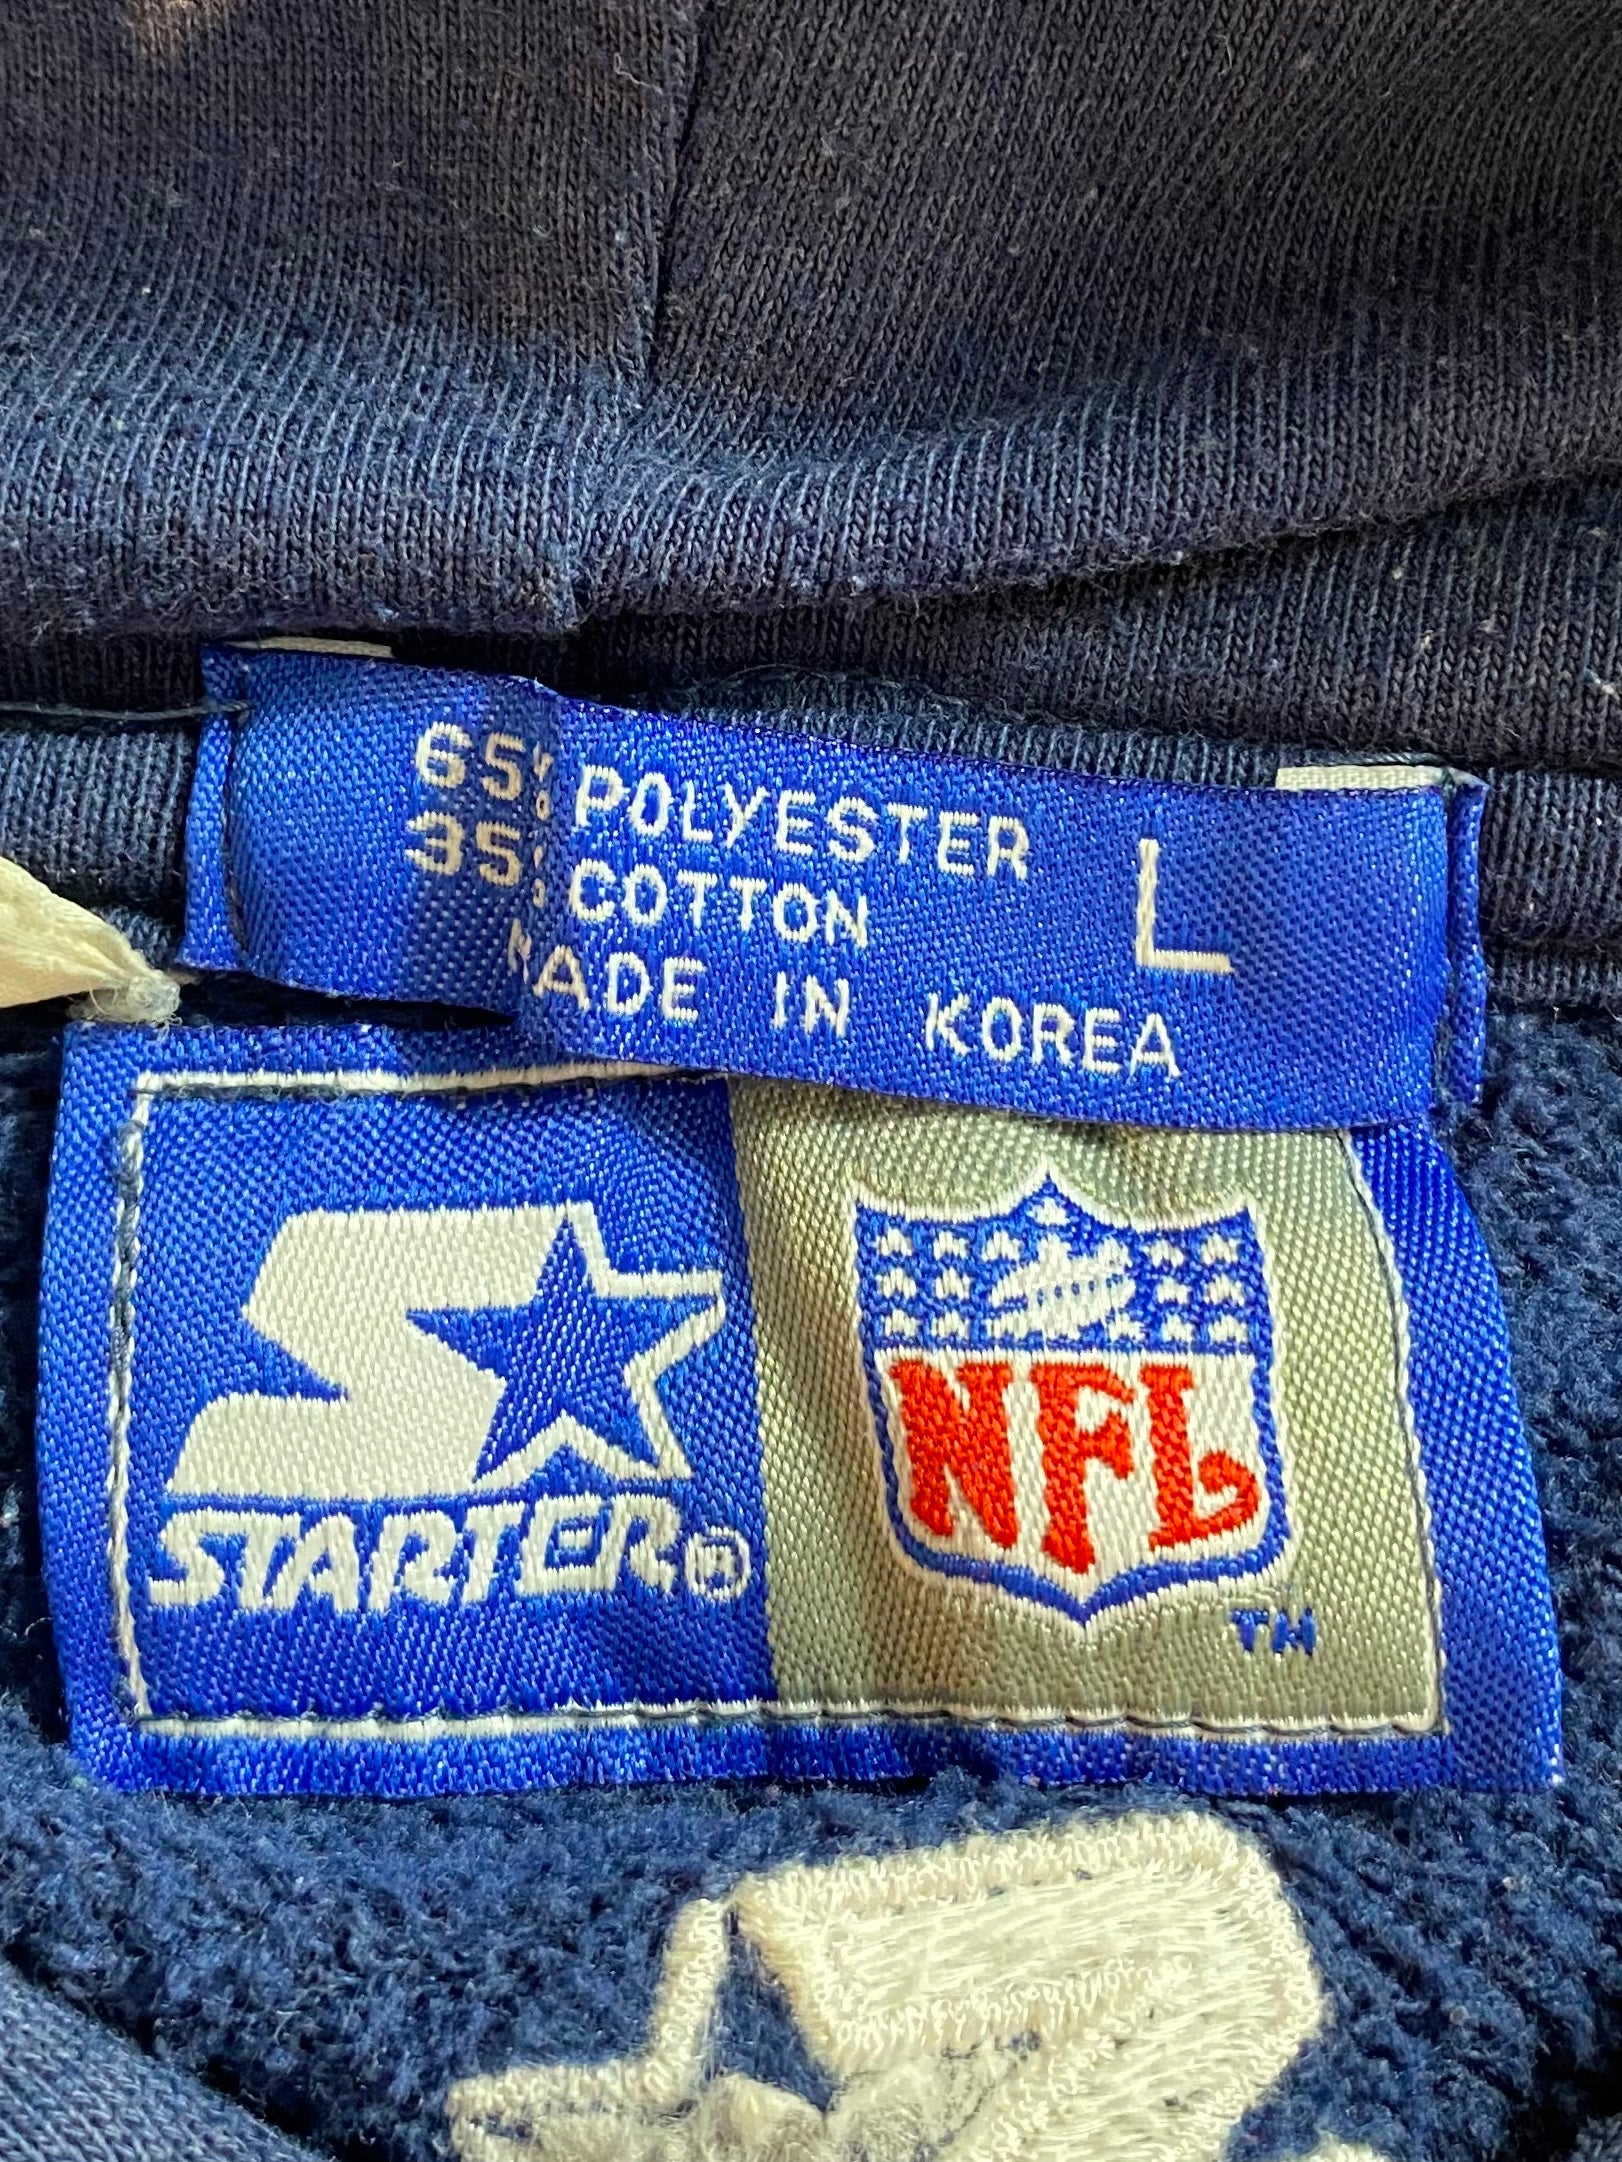 65% POLYESTER
35% COTTON
MADE IN KOREA
L
STARTER®
NFL
TM